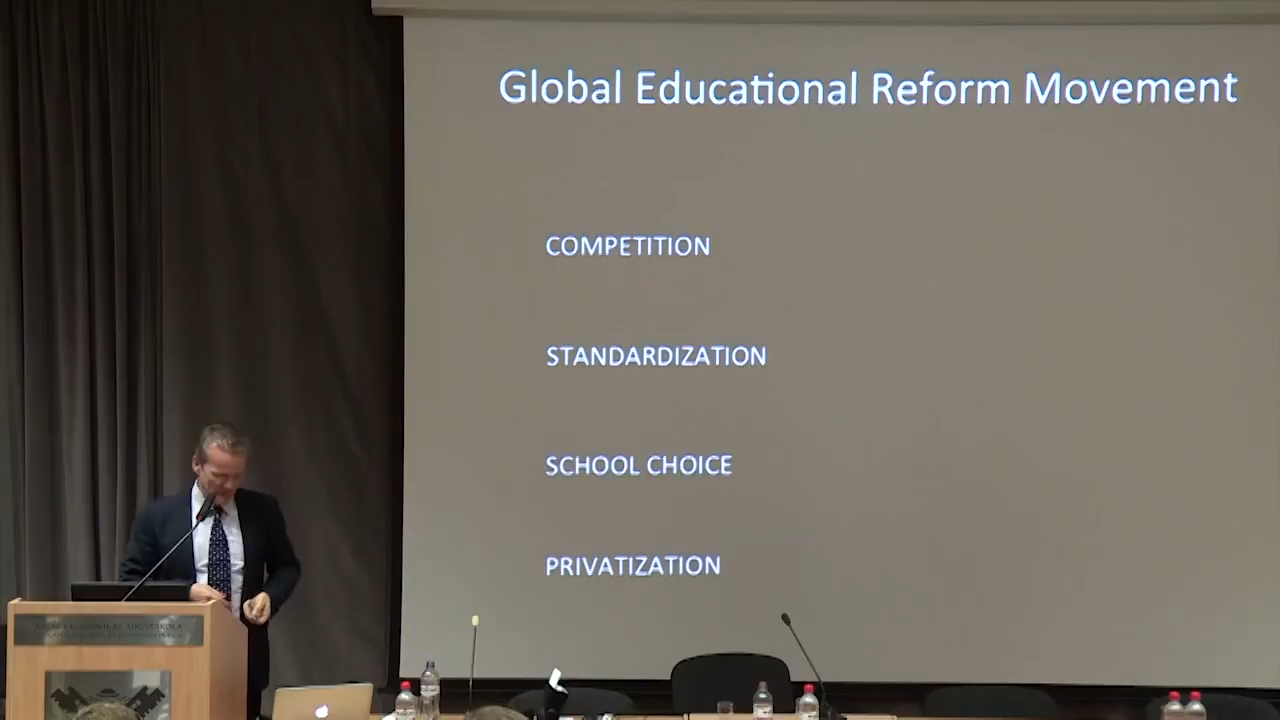 Global Educational Reform Movement
COMPETITION
STANDARDIZATION
SCHOOL CHOICE
PRIVATIZATION